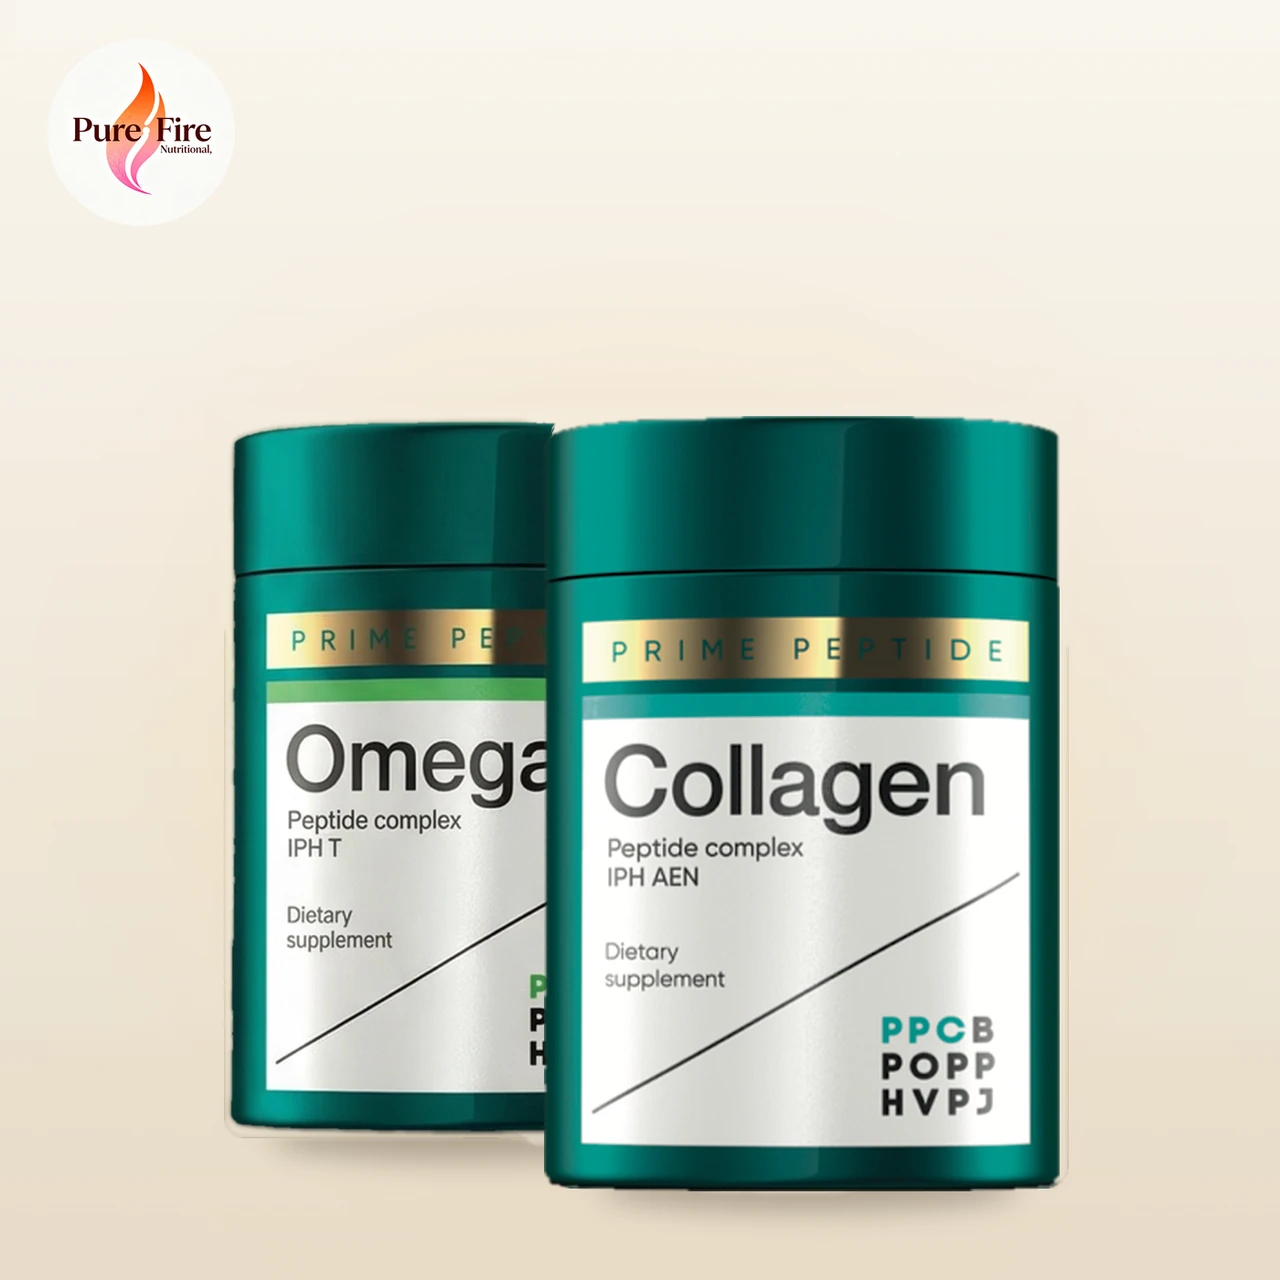 Pure Fire
Nutritional,
PRIME PEPT
Omega
Peptide complex
IPH T
Dietary
supplement
P
P
H
PRIME PEPTIDE
Collagen
Peptide complex
IPH AEN
Dietary
supplement
PPCB
POPP
HVPJ